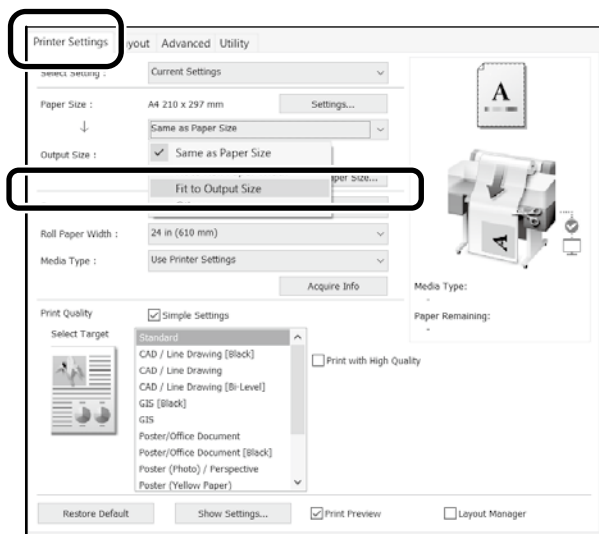 Printer Settings yout Advanced Utility
Select Setting : Current Settings
Paper Size : A4 210 x 297 mm Settings...
↓ Same as Paper Size
Output Size : ✓ Same as Paper Size
Size...
Fit to Output Size
Roll Paper Width : 24 in (610 mm)
Media Type : Use Printer Settings
Acquire Info
A
A
Media Type:
-
Paper Remaining:
-
Print Quality Simple Settings
Select Target
Standard
CAD / Line Drawing [Black]
CAD / Line Drawing
CAD / Line Drawing [Bi-Level]
GIS [Black]
GIS
Poster/Office Document
Poster/Office Document [Black]
Poster (Photo) / Perspective
Poster (Yellow Paper)
Print with High Quality
Restore Default Show Settings... Print Preview Layout Manager